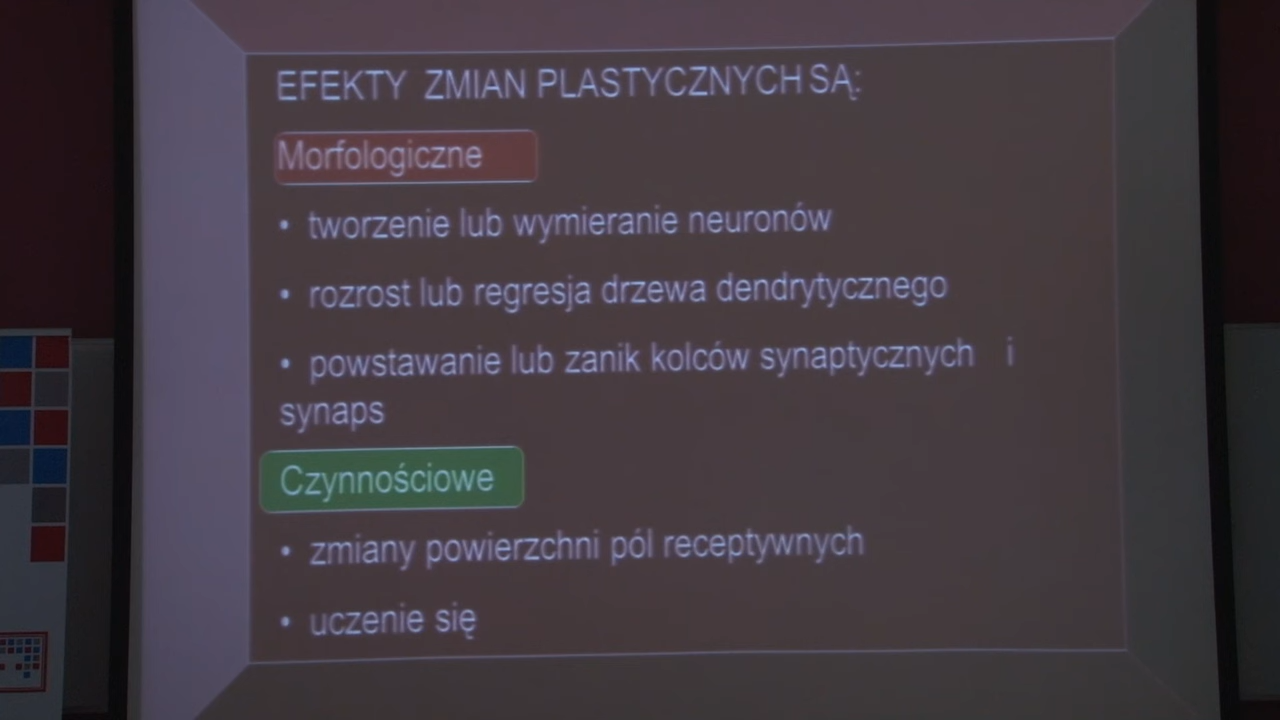 EFEKTY ZMIAN PLASTYCZNYCH SĄ:
Morfologiczne
• tworzenie lub wymieranie neuronów
• rozrost lub regresja drzewa dendrytycznego
• powstawanie lub zanik kolców synaptycznych i
synaps
Czynnościowe
• zmiany powierzchni pól receptywnych
• uczenie się